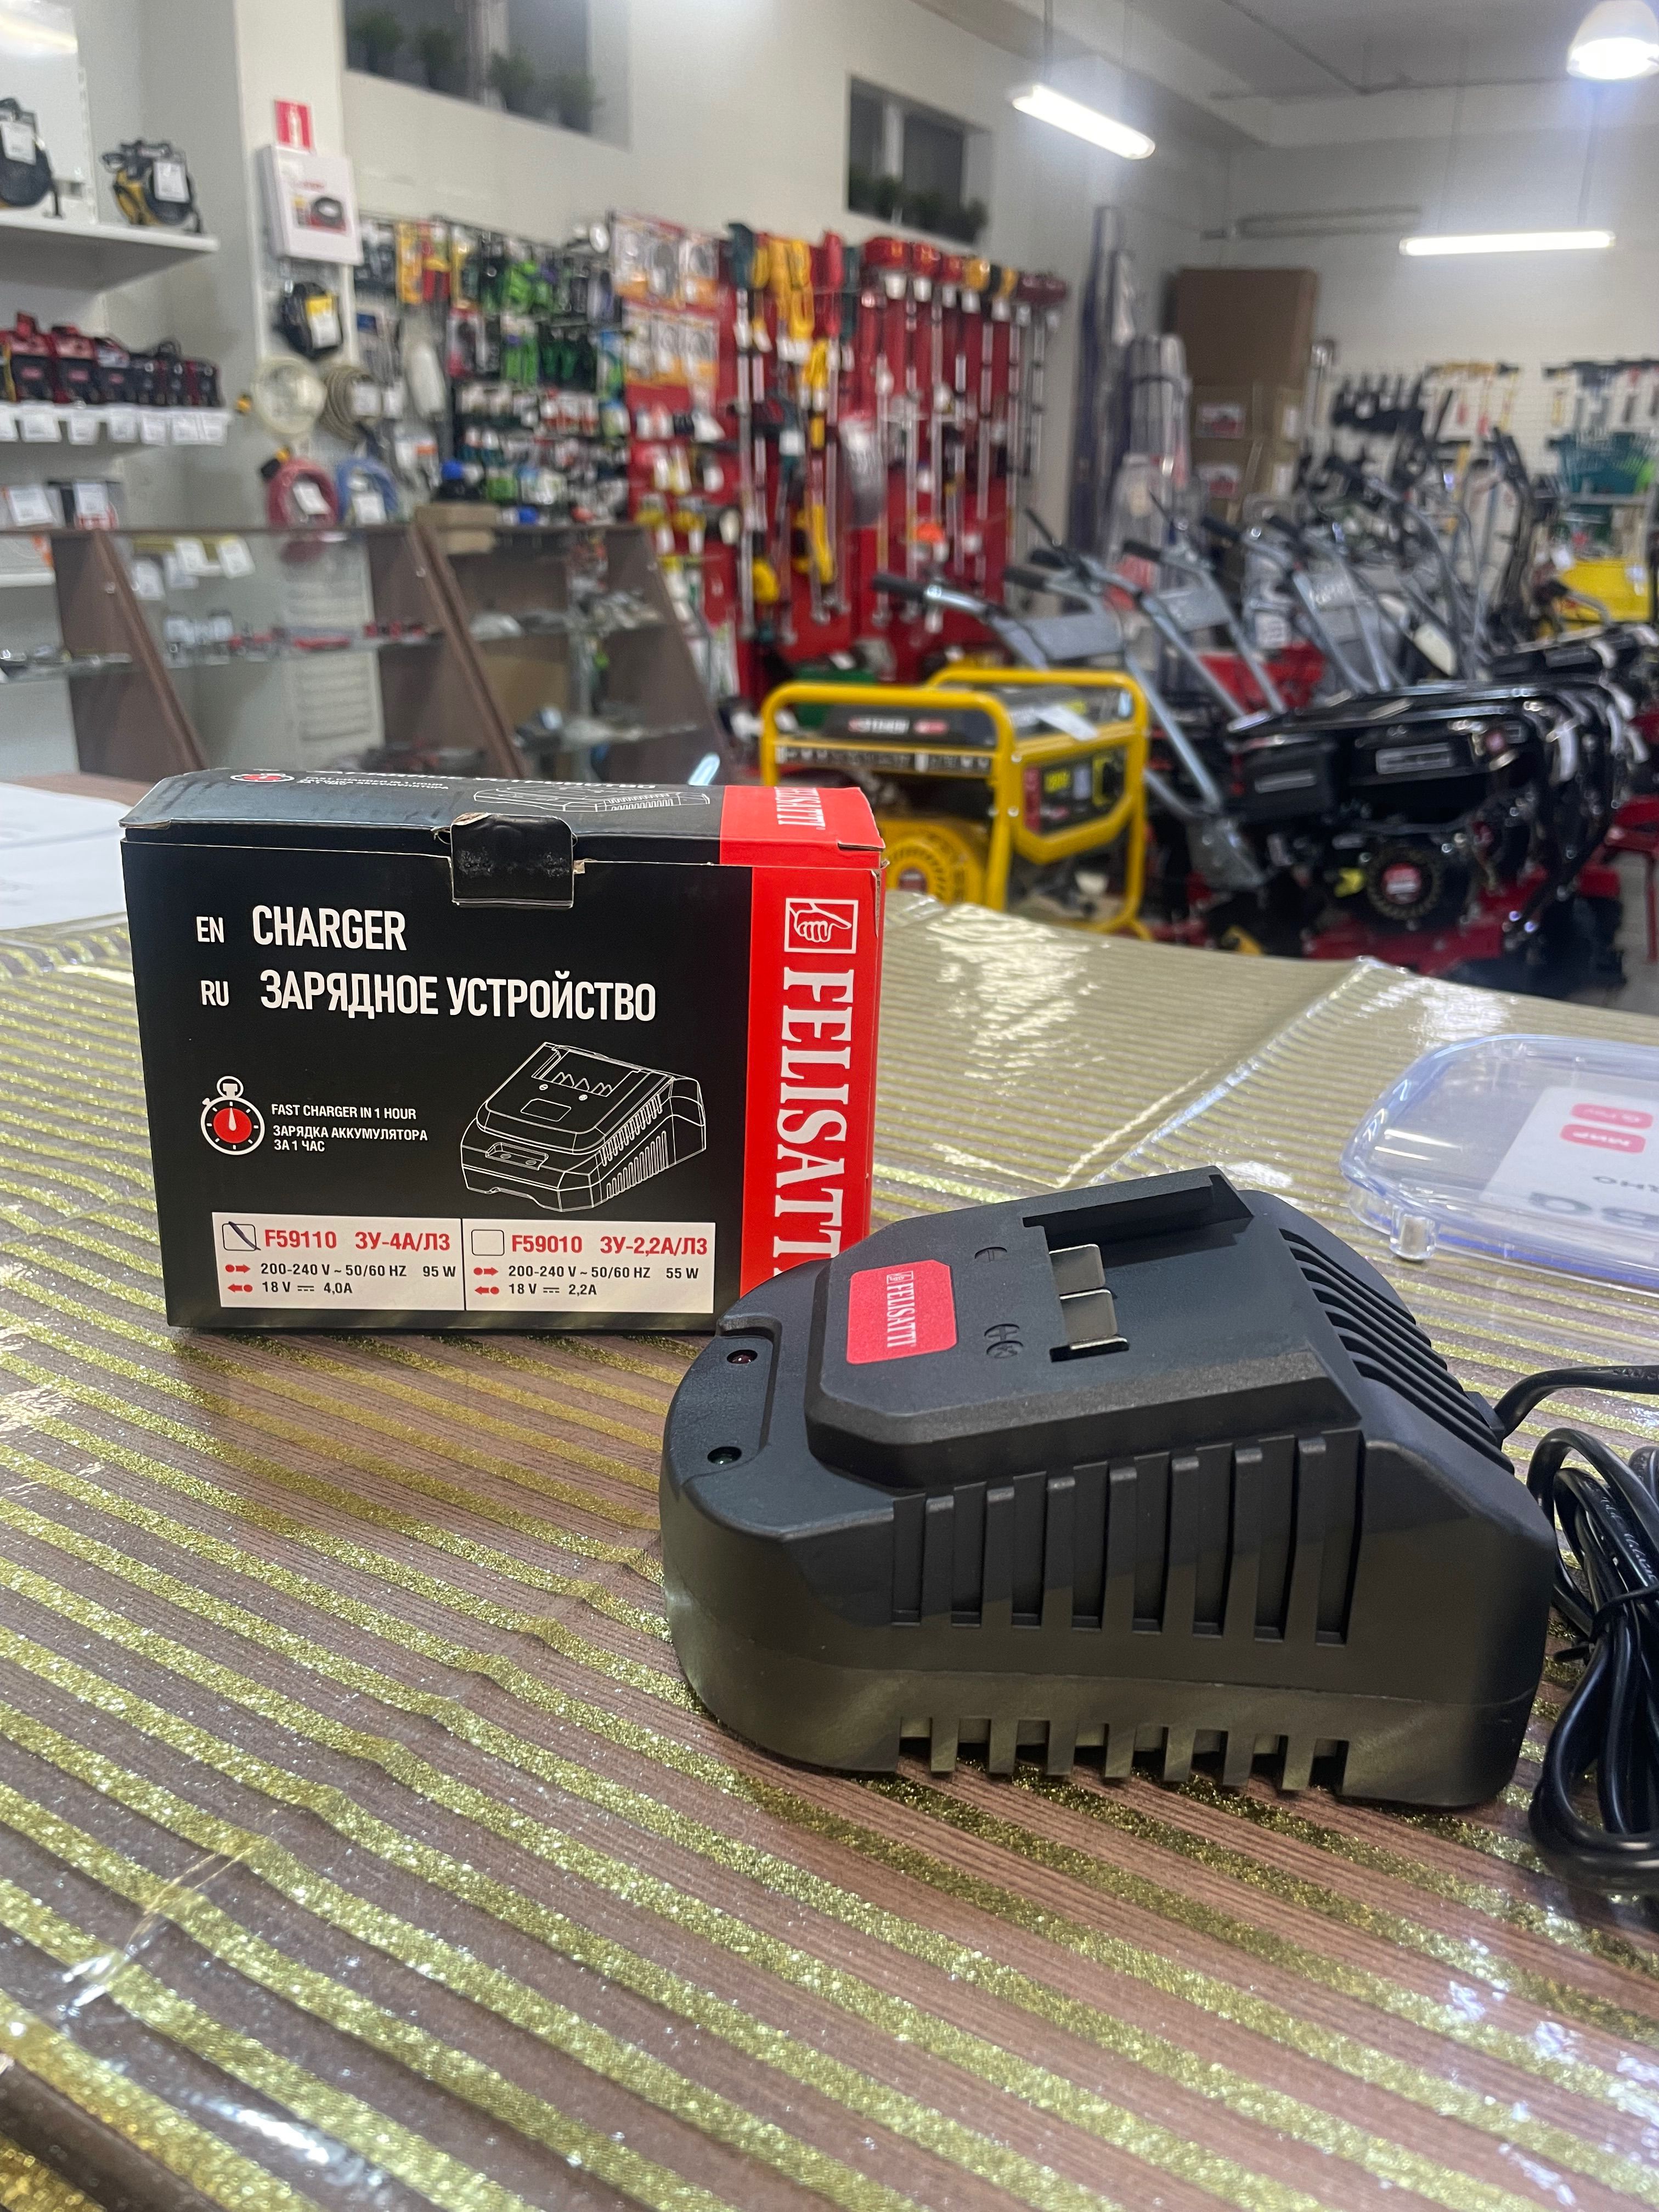 EN CHARGER
RU ЗАРЯДНОЕ УСТРОЙСТВО
FAST CHARGER IN 1 HOUR
ЗАРЯДКА АККУМУЛЯТОРА
ЗА 1 ЧАС
F59110 ЗУ-4А/ЛЗ
200-240 V ~ 50/60 HZ 95 W
18 V 4,0A
F59010 ЗУ-2,2А/ЛЗ
200-240 V ~ 50/60 HZ 55 W
18 V 2,2A
FELISATT
FELISATTI
FELISATTI
МИР